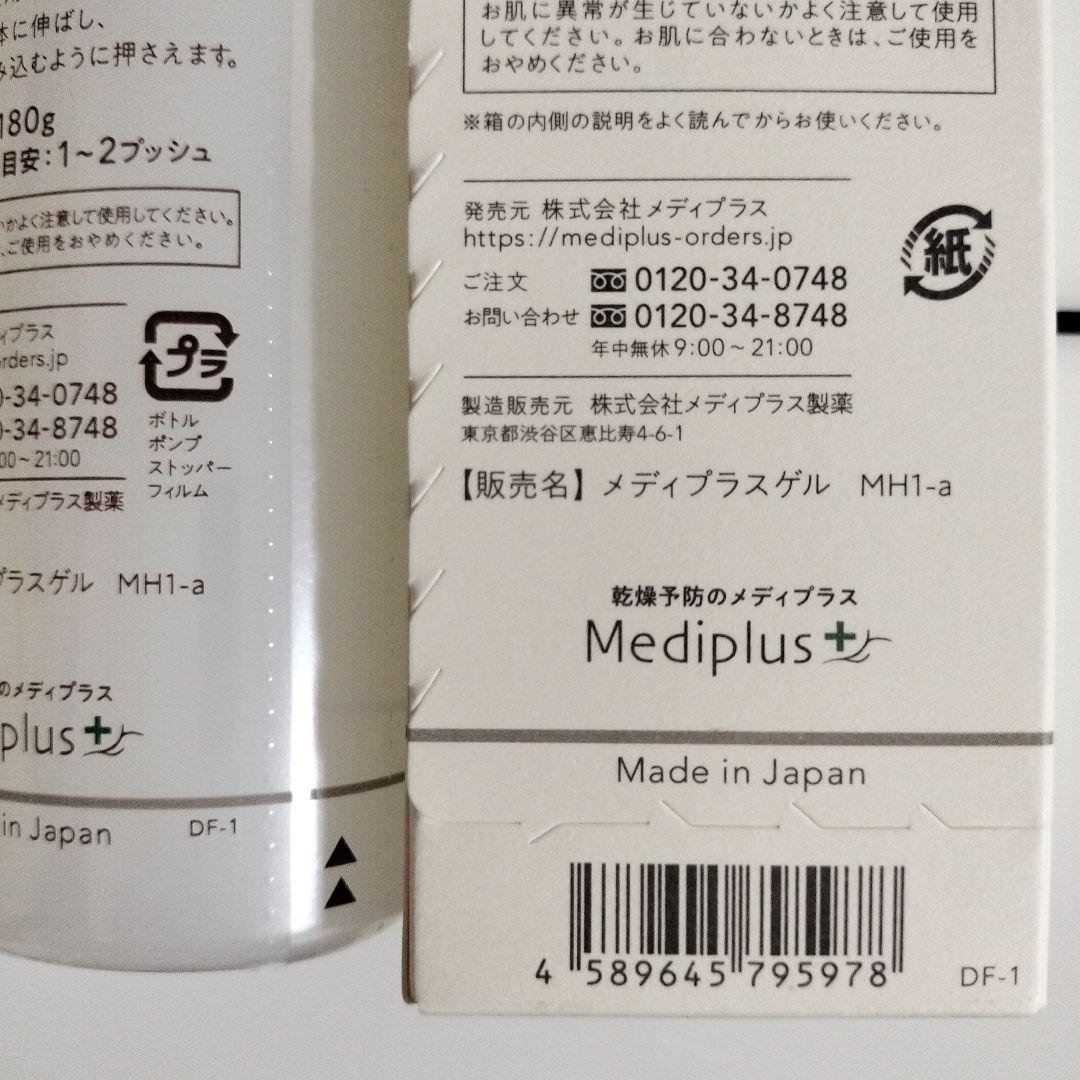 体に伸ばし、
み込むように押さえます。
180g
目安：1～2プッシュ
いかよく注意して使用してください。
、ご使用をおやめください。
ィプラス
orders.jp
0-34-0748
0-34-8748
00～21:00
メディプラス製薬
プラ
ボトル
ポンプ
ストッパー
フィルム
プラスゲル MH1-a
のメディプラス
plus
in Japan
DF-1
お肌に異常が生じていないかよく注意して使用
してください。お肌に合わないときは、ご使用を
おやめください。
※箱の内側の説明をよく読んでからお使いください。
発売元 株式会社メディプラス
https://mediplus-orders.jp
ご注文 0120-34-0748
お問い合わせ 0120-34-8748
年中無休 9:00～21:00
紙
製造販売元 株式会社メディプラス製薬
東京都渋谷区恵比寿4-6-1
【販売名】メディプラスゲル MH1-a
乾燥予防のメディプラス
Mediplus
Made in Japan
4 589645 795978
DF-1